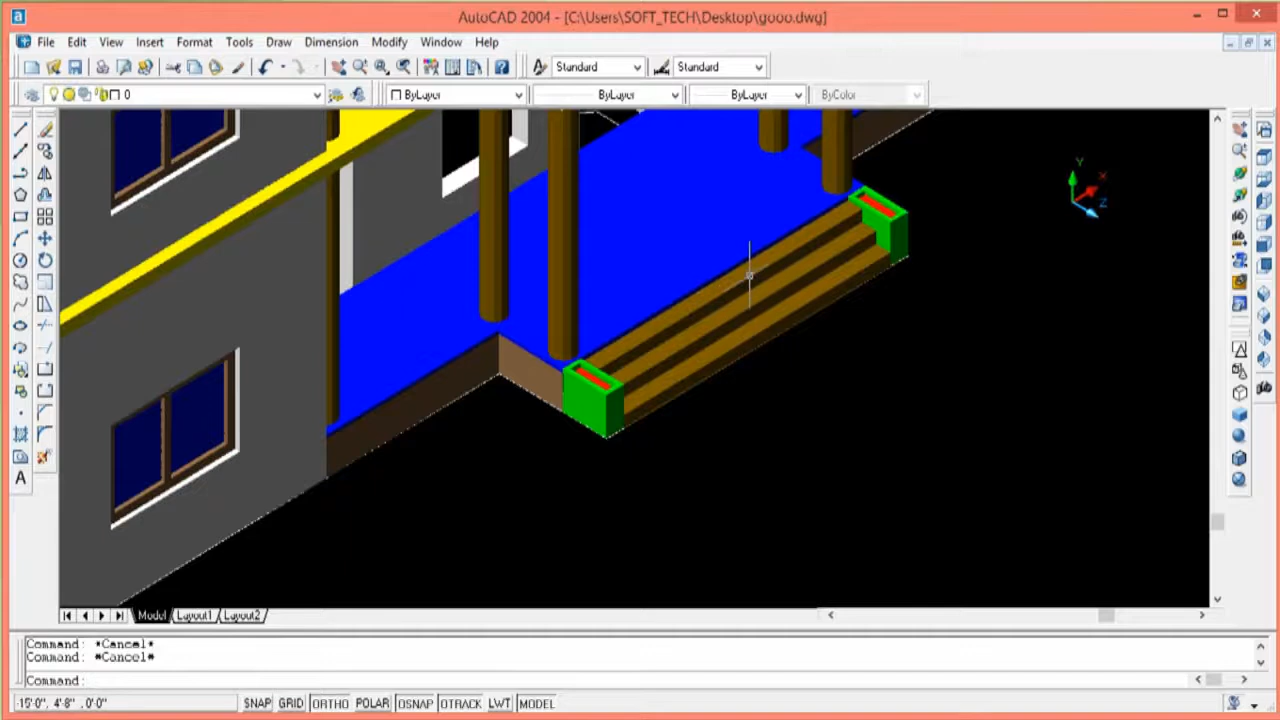 AutoCAD 2004 - [C:\Users\SOFT_TECH\Desktop\gooo.dwg]
File Edit View Insert Format Tools Draw Dimension Modify Window Help
Standard Standard
0 ByLayer ByLayer ByLayer ByColor
Y
X
Z
A
Model Layout1 Layout2
Command: *Cancel*
Command: *Cancel*
Command:
-15'0", 4'-8" ,0'0" SNAP GRID ORTHO POLAR OSNAP OTRACK LWT MODEL